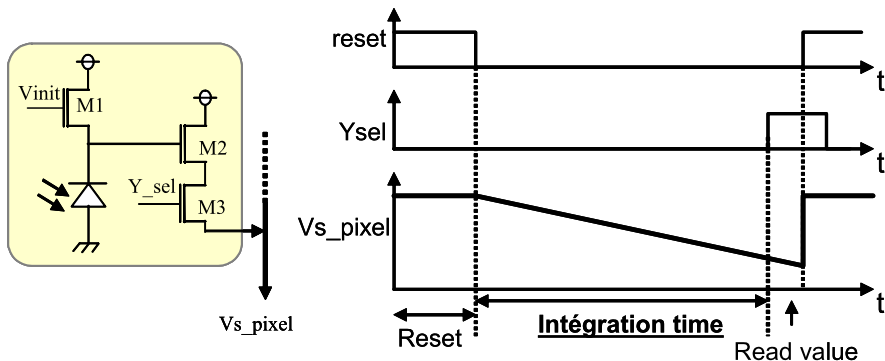 Vinit
M1
M2
Y_sel
M3
Vs_pixel
reset
t
Ysel
t
Vs_pixel
t
Reset
Intégration time
Read value